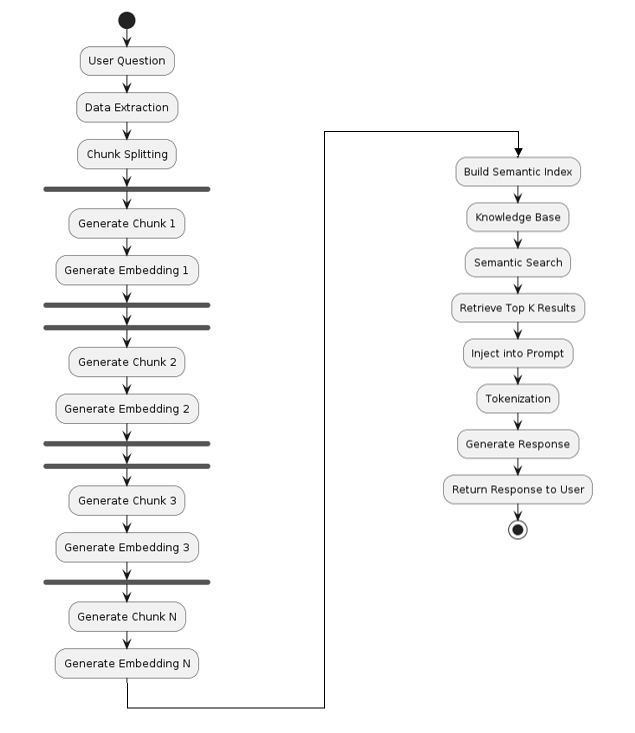 User Question
Data Extraction
Chunk Splitting
Generate Chunk 1
Generate Embedding 1
Generate Chunk 2
Generate Embedding 2
Generate Chunk 3
Generate Embedding 3
Generate Chunk N
Generate Embedding N
Build Semantic Index
Knowledge Base
Semantic Search
Retrieve Top K Results
Inject into Prompt
Tokenization
Generate Response
Return Response to User